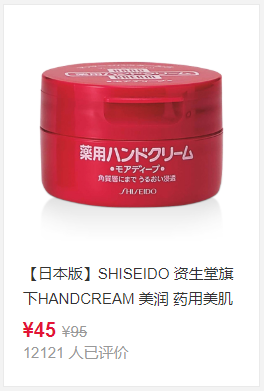 薬用ハンドクリーム
●モアディープ●
角質層にまで うるおい浸透
SHISEIDO
【日本版】SHISEIDO 资生堂旗
下HANDCREAM 美润 药用美肌
¥45 ¥95
12121 人已评价